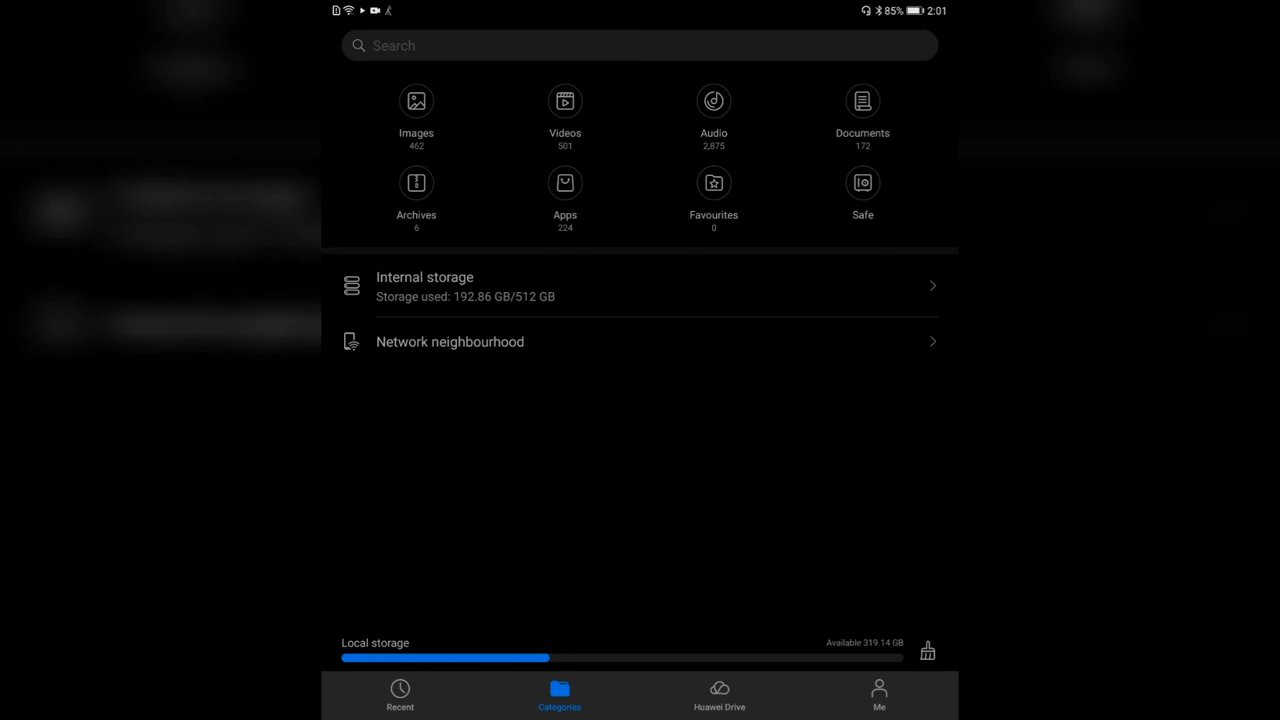 85% 2:01
Search
Images Videos Audio Documents
462 501 2,875 172
Archives Apps Favourites Safe
6 224 0
Internal storage
Storage used: 192.86 GB/512 GB
Network neighbourhood
Local storage Available 319.14 GB
Recent Categories Huawei Drive Me